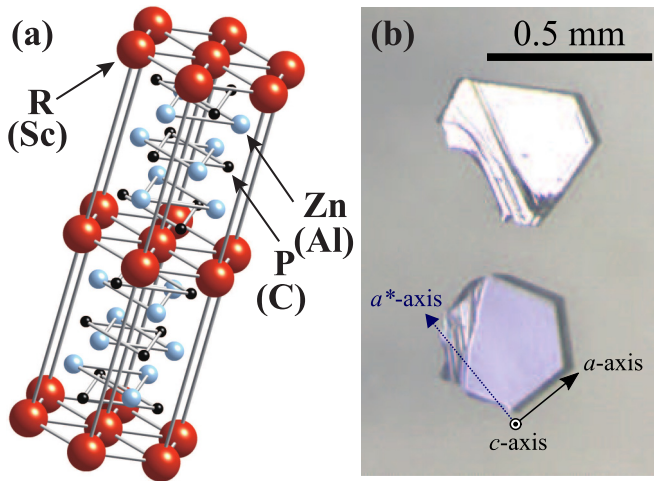 (a)
R
(Sc)
Zn
(Al)
P
(C)
(b)
0.5 mm
a*-axis
a-axis
c-axis